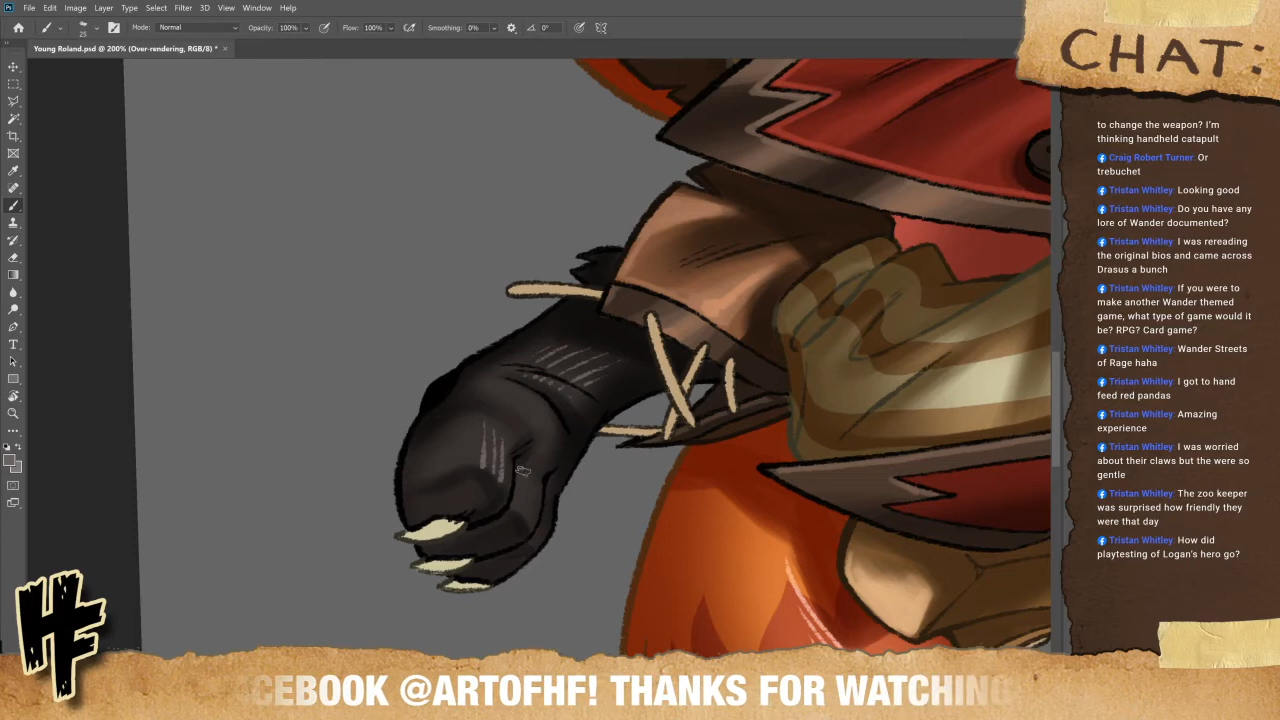 File Edit Image Layer Type Select Filter 3D View Window Help
25 Mode: Normal Opacity: 100% Flow: 100% Smoothing: 0% 0°
Young Roland.psd @ 200% (Over-rendering, RGB/8) *
CHAT:
to change the weapon? I'm
thinking handheld catapult
Craig Robert Turner: Or
trebuchet
Tristan Whitley: Looking good
Tristan Whitley: Do you have any
lore of Wander documented?
Tristan Whitley: I was rereading
the original bios and came across
Drasus a bunch
Tristan Whitley: If you were to
make another Wander themed
game, what type of game would it
be? RPG? Card game?
Tristan Whitley: Wander Streets
of Rage haha
Tristan Whitley: I got to hand
feed red pandas
Tristan Whitley: Amazing
experience
Tristan Whitley: I was worried
about their claws but the were so
gentle
Tristan Whitley: The zoo keeper
was surprised how friendly they
were that day
Tristan Whitley: How did
playtesting of Logan's hero go?
HF
CEBOOK @ARTOFHF! THANKS FOR WATCHING